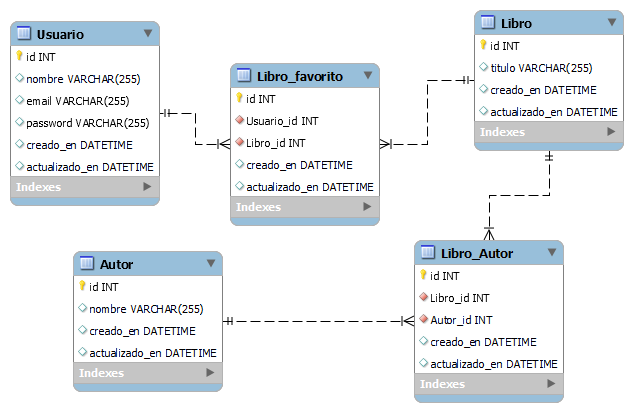 Usuario
id INT
nombre VARCHAR(255)
email VARCHAR(255)
password VARCHAR(255)
creado_en DATETIME
actualizado_en DATETIME
Indexes
Libro_favorito
id INT
Usuario_id INT
Libro_id INT
creado_en DATETIME
actualizado_en DATETIME
Indexes
Libro
id INT
titulo VARCHAR(255)
creado_en DATETIME
actualizado_en DATETIME
Indexes
Autor
id INT
nombre VARCHAR(255)
creado_en DATETIME
actualizado_en DATETIME
Indexes
Libro_Autor
id INT
Libro_id INT
Autor_id INT
creado_en DATETIME
actualizado_en DATETIME
Indexes